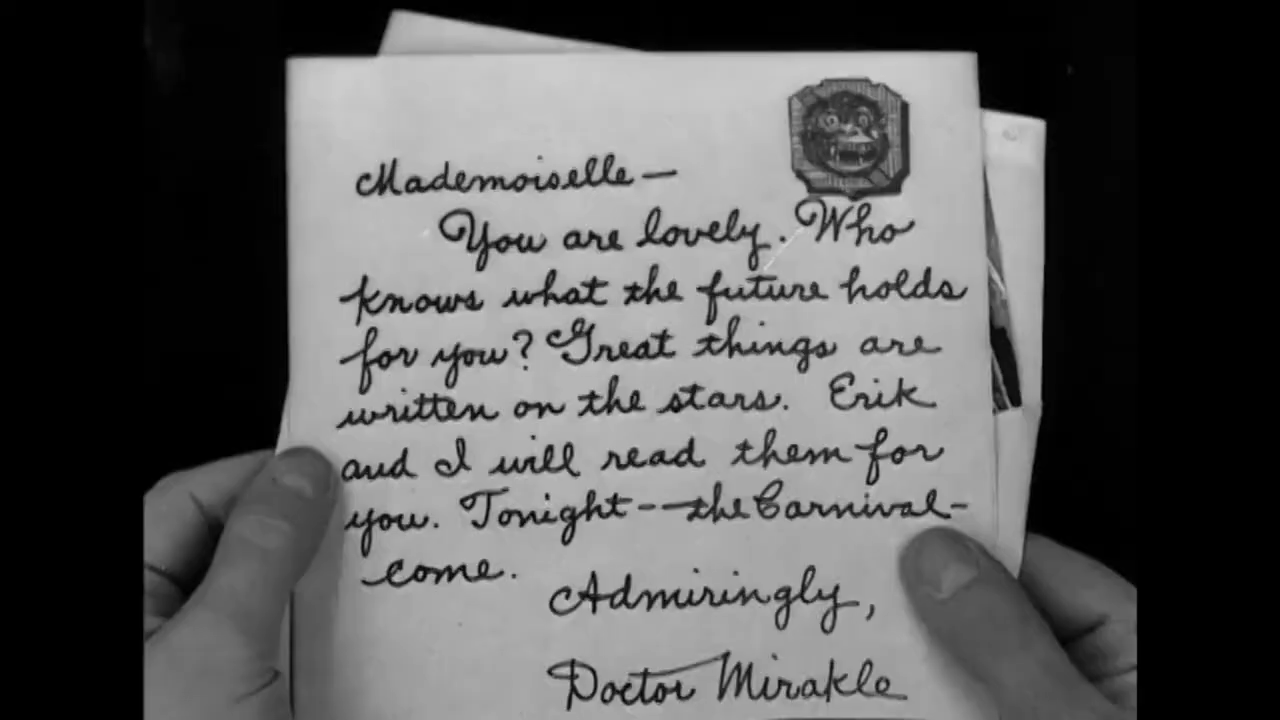 Mademoiselle—
You are lovely. Who
knows what the future holds
for you? Great things are
written on the stars. Erik
and I will read them for
you. Tonight--the Carnival-
come.
Admiringly,
Doctor Mirakle